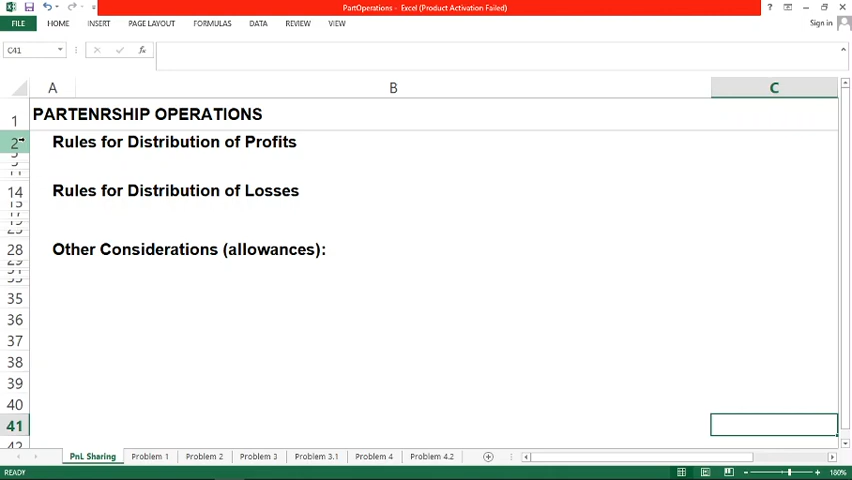 PartOperations - Excel (Product Activation Failed)
FILE HOME INSERT PAGE LAYOUT FORMULAS DATA REVIEW VIEW Sign in
C41 fx
A B C
1 PARTENRSHIP OPERATIONS
2 Rules for Distribution of Profits
14 Rules for Distribution of Losses
28 Other Considerations (allowances):
35
36
37
38
39
40
41
PnL Sharing Problem 1 Problem 2 Problem 3 Problem 3.1 Problem 4 Problem 4.2
READY 180%